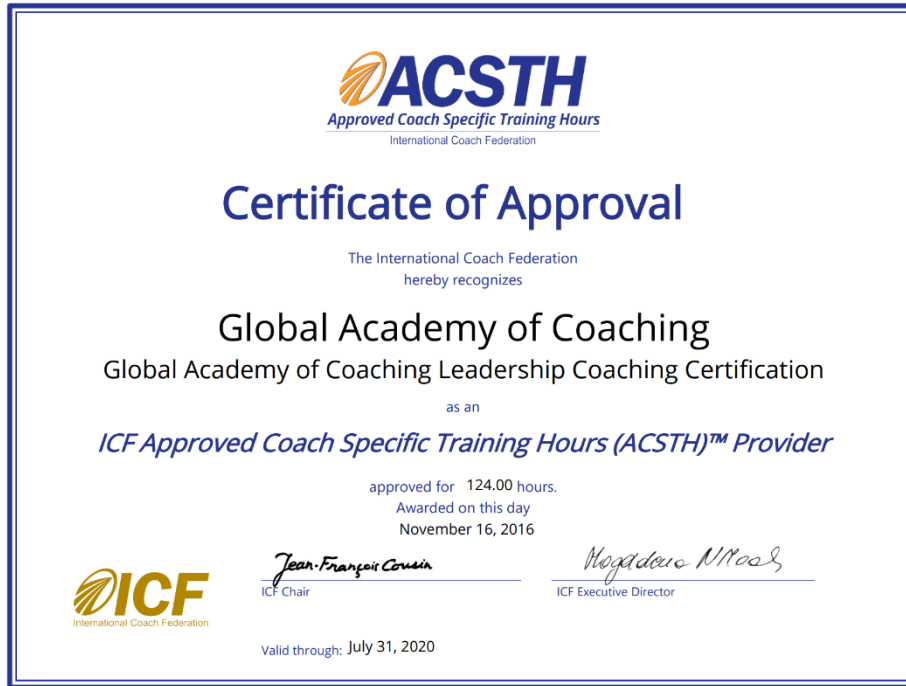 ACSTH
Approved Coach Specific Training Hours
International Coach Federation
Certificate of Approval
The International Coach Federation
hereby recognizes
Global Academy of Coaching
Global Academy of Coaching Leadership Coaching Certification
as an
ICF Approved Coach Specific Training Hours (ACSTH)™ Provider
approved for 124.00 hours.
Awarded on this day
November 16, 2016
Jean-François Cousin
ICF Chair
ICF Executive Director
ICF
International Coach Federation
Valid through: July 31, 2020